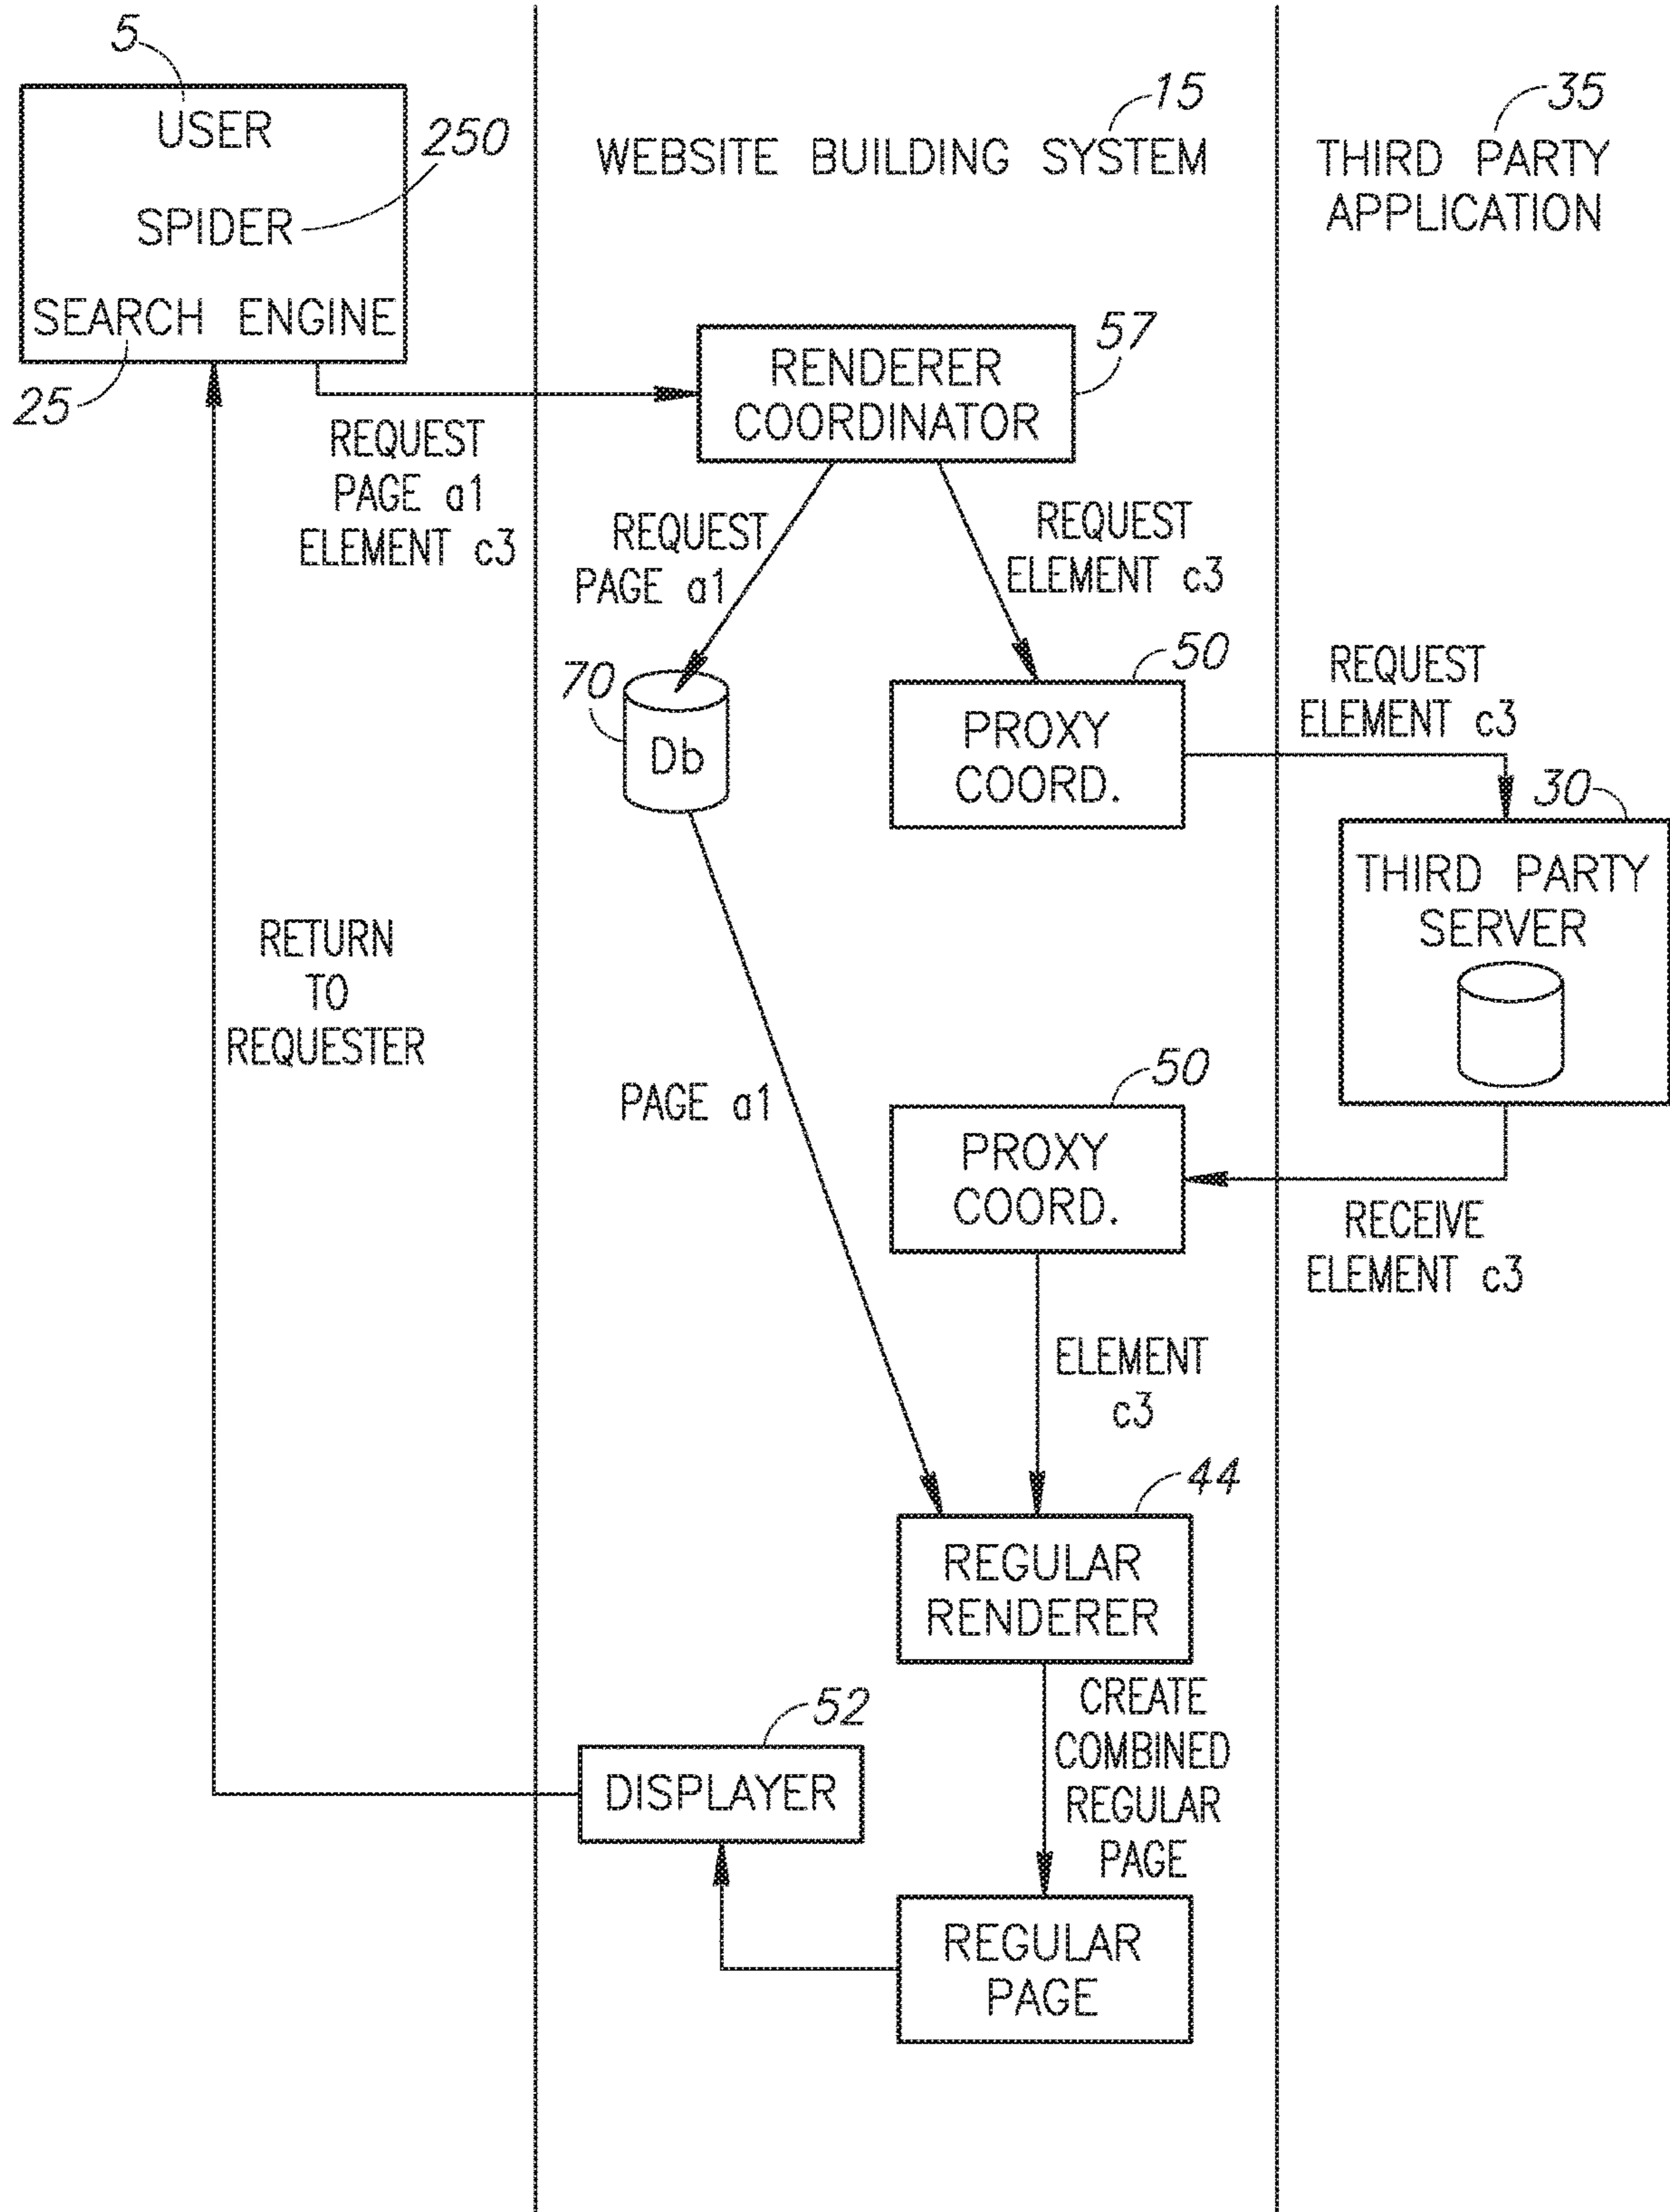 5
USER
250
SPIDER
SEARCH ENGINE
25
15
WEBSITE BUILDING SYSTEM
35
THIRD PARTY
APPLICATION
REQUEST
PAGE a1
ELEMENT c3
57
RENDERER
COORDINATOR
REQUEST
PAGE a1
REQUEST
ELEMENT c3
70
Db
50
PROXY
COORD.
REQUEST
ELEMENT c3
30
THIRD PARTY
SERVER
RETURN
TO
REQUESTER
PAGE a1
50
PROXY
COORD.
RECEIVE
ELEMENT c3
ELEMENT
c3
44
REGULAR
RENDERER
CREATE
COMBINED
REGULAR
PAGE
52
DISPLAYER
REGULAR
PAGE